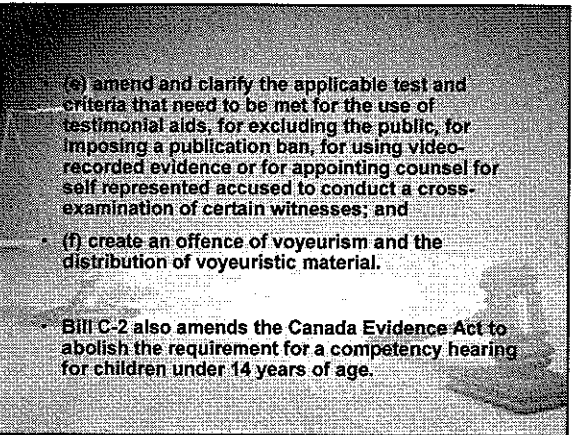 • (e) amend and clarify the applicable test and
criteria that need to be met for the use of
testimonial aids, for excluding the public, for
imposing a publication ban, for using video-
recorded evidence or for appointing counsel for
self represented accused to conduct a cross-
examination of certain witnesses; and
• (f) create an offence of voyeurism and the
distribution of voyeuristic material.
• Bill C-2 also amends the Canada Evidence Act to
abolish the requirement for a competency hearing
for children under 14 years of age.